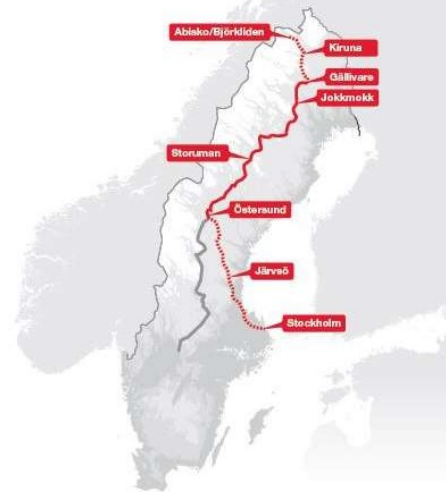 Abisko/Björkliden
Kiruna
Gällivare
Jokkmokk
Storuman
Östersund
Järvsö
Stockholm